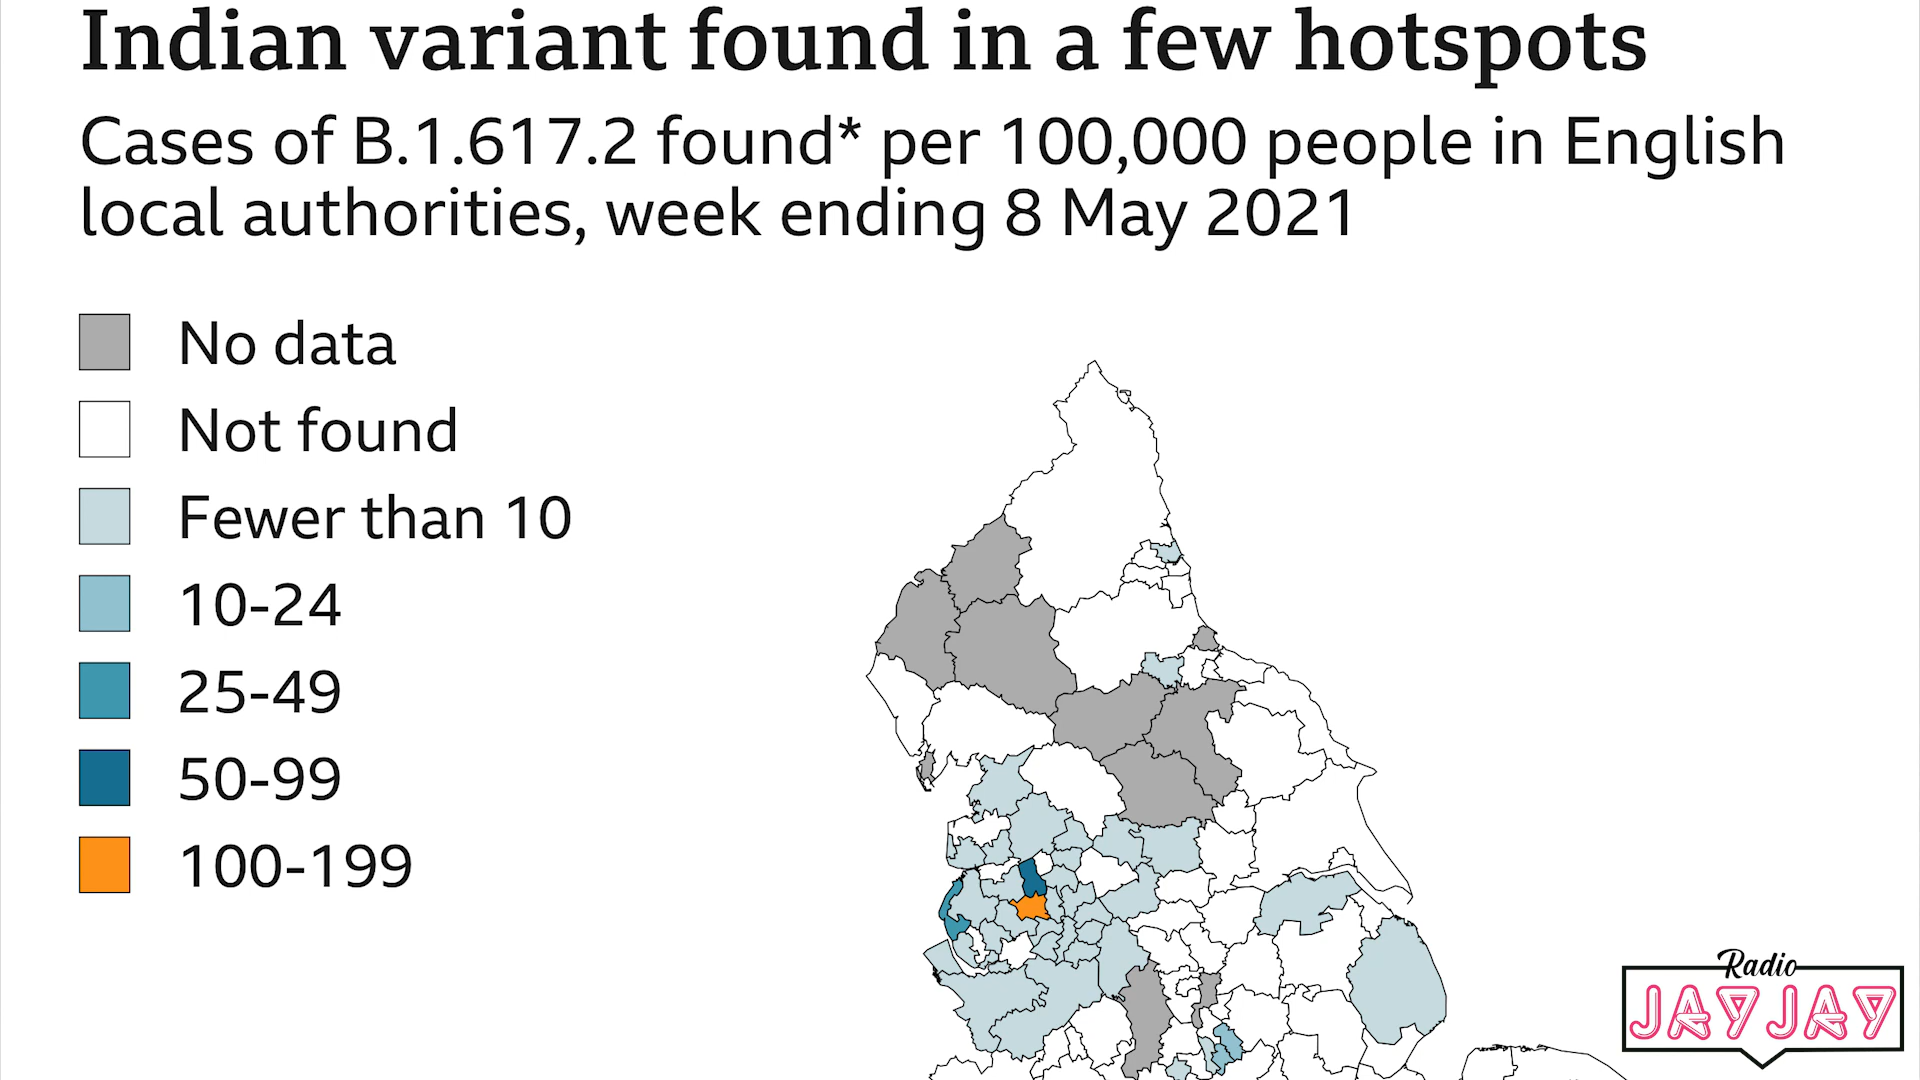 Indian variant found in a few hotspots
Cases of B.1.617.2 found* per 100,000 people in English
local authorities, week ending 8 May 2021
No data
Not found
Fewer than 10
10-24
25-49
50-99
100-199
Radio
JAYJAY